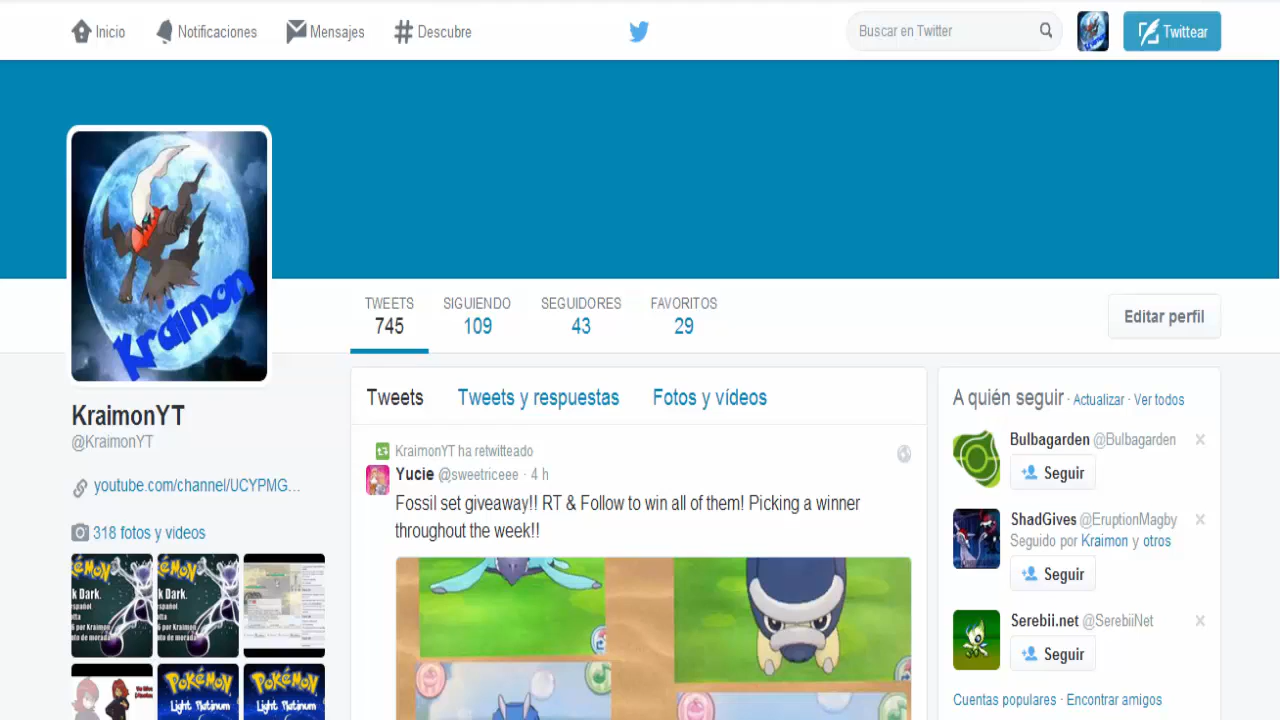 Inicio
Notificaciones
Mensajes
Descubre
Buscar en Twitter
Twittear
Kraimon
TWEETS
745
SIGUIENDO
109
SEGUIDORES
43
FAVORITOS
29
Editar perfil
KraimonYT
@KraimonYT
youtube.com/channel/UCYPMG...
318 fotos y videos
k Dark.
spañol
k Dark.
spañol
POKéMON
Light Platinum
POKéMON
Light Platinum
Tweets
Tweets y respuestas
Fotos y vídeos
KraimonYT ha retwitteado
Yucie @sweetriceee · 4 h
Fossil set giveaway!! RT & Follow to win all of them! Picking a winner
throughout the week!!
A quién seguir · Actualizar · Ver todos
Bulbagarden @Bulbagarden
Seguir
ShadGives @EruptionMagby
Seguido por Kraimon y otros
Seguir
Serebii.net @SerebiiNet
Seguir
Cuentas populares · Encontrar amigos